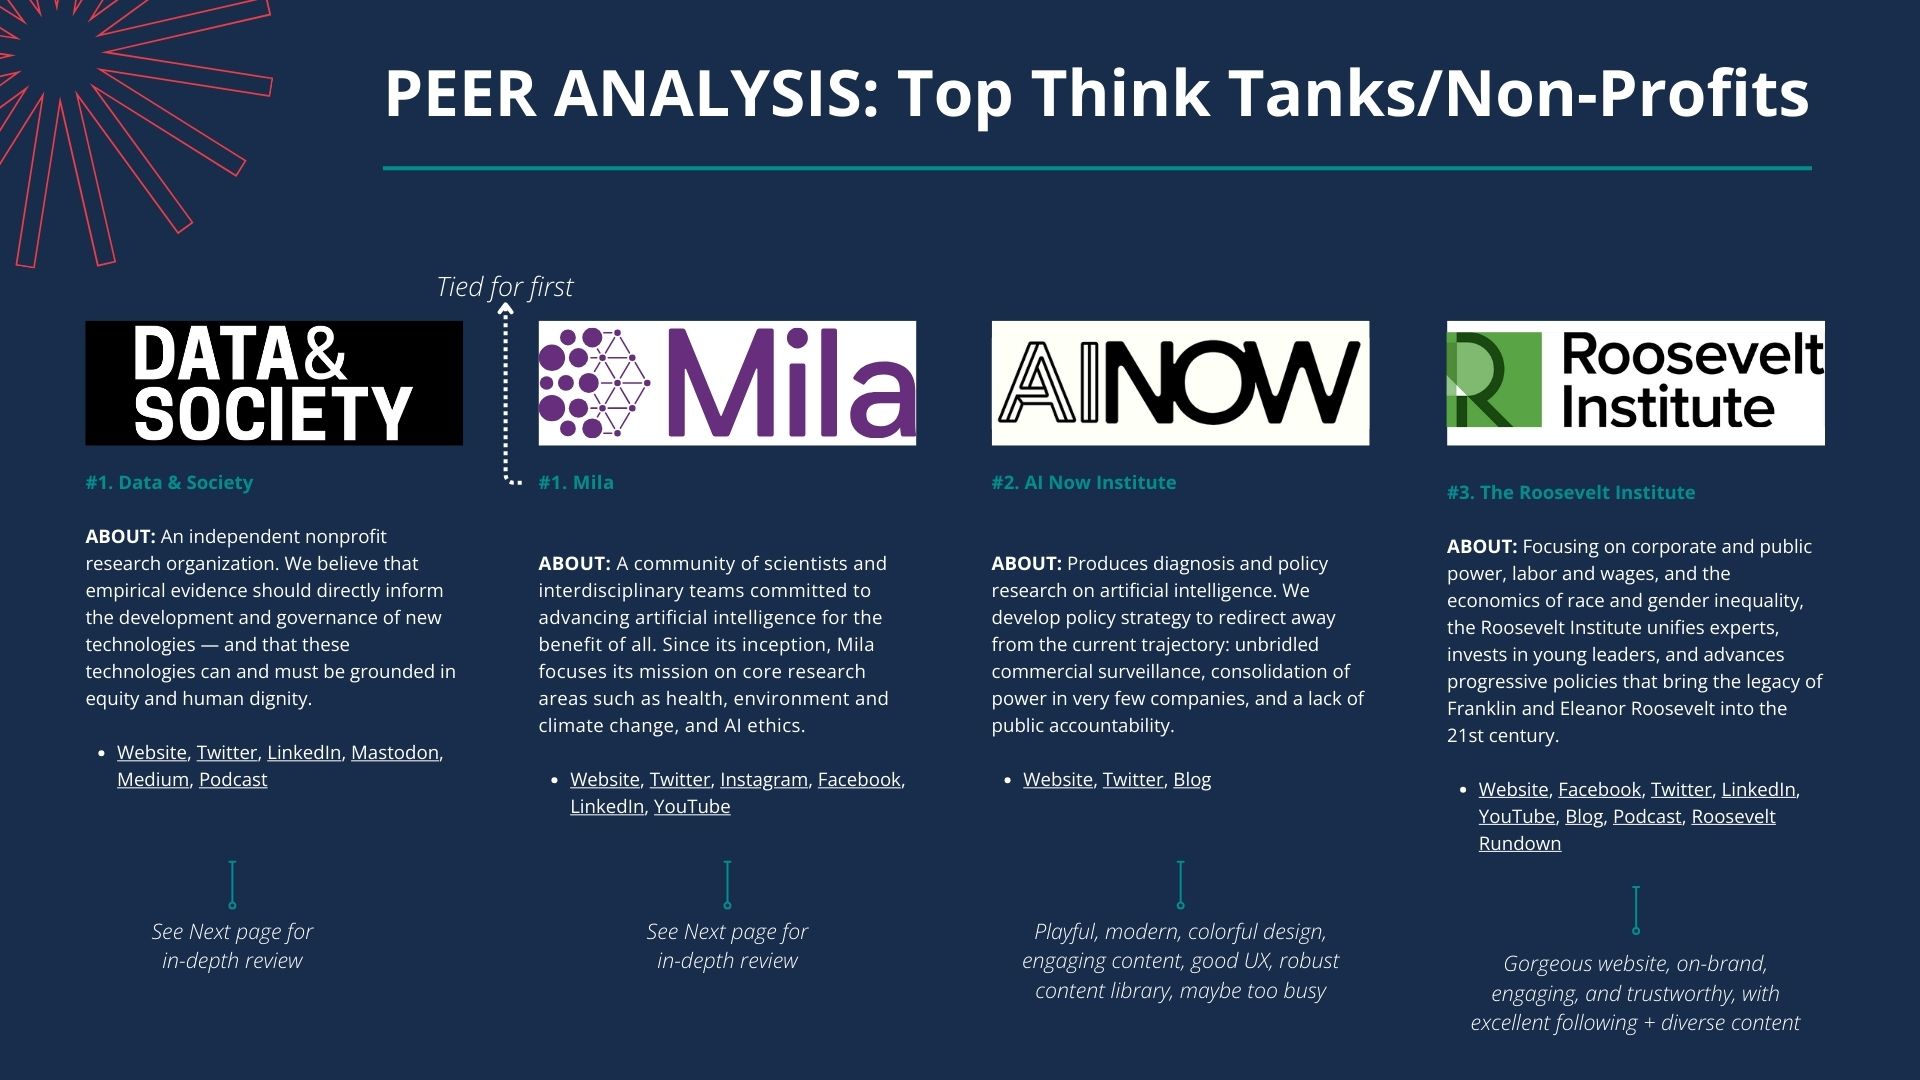 PEER ANALYSIS: Top Think Tanks/Non-Profits
Tied for first
DATA&
SOCIETY
#1. Data & Society
ABOUT: An independent nonprofit
research organization. We believe that
empirical evidence should directly inform
the development and governance of new
technologies — and that these
technologies can and must be grounded in
equity and human dignity.
• Website, Twitter, LinkedIn, Mastodon,
Medium, Podcast
See Next page for
in-depth review
Mila
#1. Mila
ABOUT: A community of scientists and
interdisciplinary teams committed to
advancing artificial intelligence for the
benefit of all. Since its inception, Mila
focuses its mission on core research
areas such as health, environment and
climate change, and AI ethics.
• Website, Twitter, Instagram, Facebook,
LinkedIn, YouTube
See Next page for
in-depth review
AINOW
#2. AI Now Institute
ABOUT: Produces diagnosis and policy
research on artificial intelligence. We
develop policy strategy to redirect away
from the current trajectory: unbridled
commercial surveillance, consolidation of
power in very few companies, and a lack of
public accountability.
• Website, Twitter, Blog
Playful, modern, colorful design,
engaging content, good UX, robust
content library, maybe too busy
R
Roosevelt
Institute
#3. The Roosevelt Institute
ABOUT: Focusing on corporate and public
power, labor and wages, and the
economics of race and gender inequality,
the Roosevelt Institute unifies experts,
invests in young leaders, and advances
progressive policies that bring the legacy of
Franklin and Eleanor Roosevelt into the
21st century.
• Website, Facebook, Twitter, LinkedIn,
YouTube, Blog, Podcast, Roosevelt
Rundown
Gorgeous website, on-brand,
engaging, and trustworthy, with
excellent following + diverse content